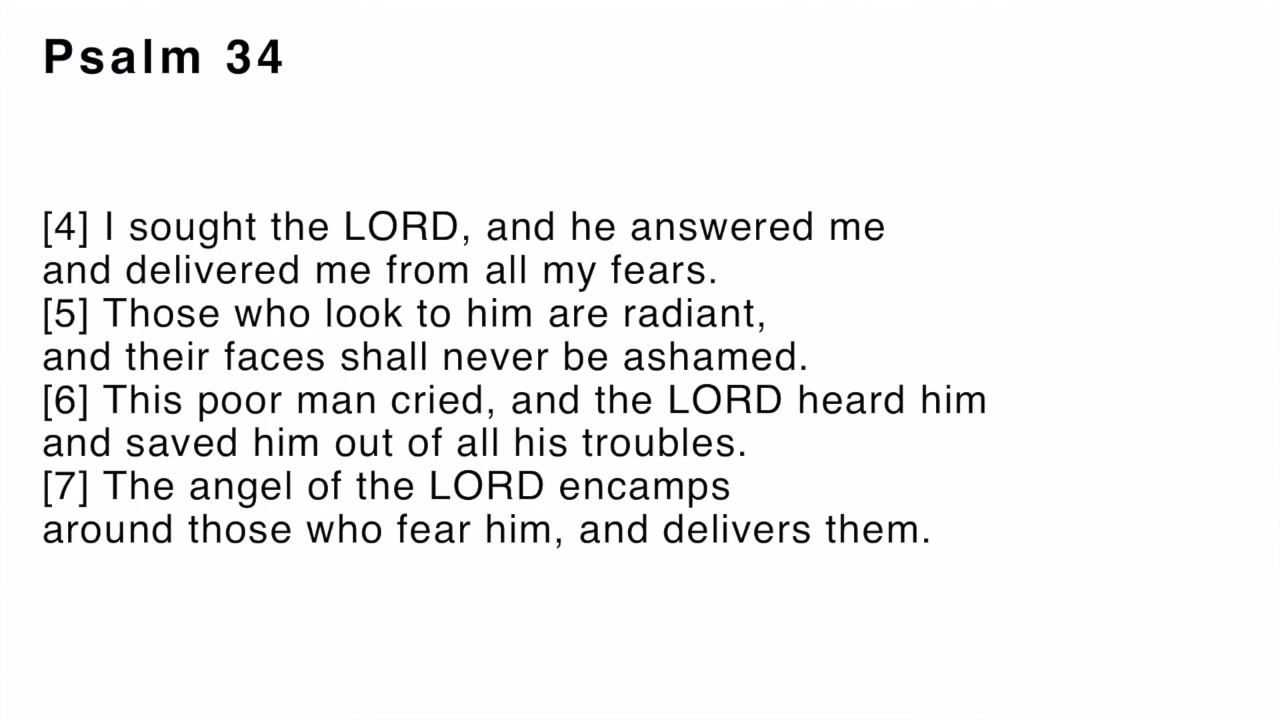 Psalm 34
[4] I sought the LORD, and he answered me
and delivered me from all my fears.
[5] Those who look to him are radiant,
and their faces shall never be ashamed.
[6] This poor man cried, and the LORD heard him
and saved him out of all his troubles.
[7] The angel of the LORD encamps
around those who fear him, and delivers them.